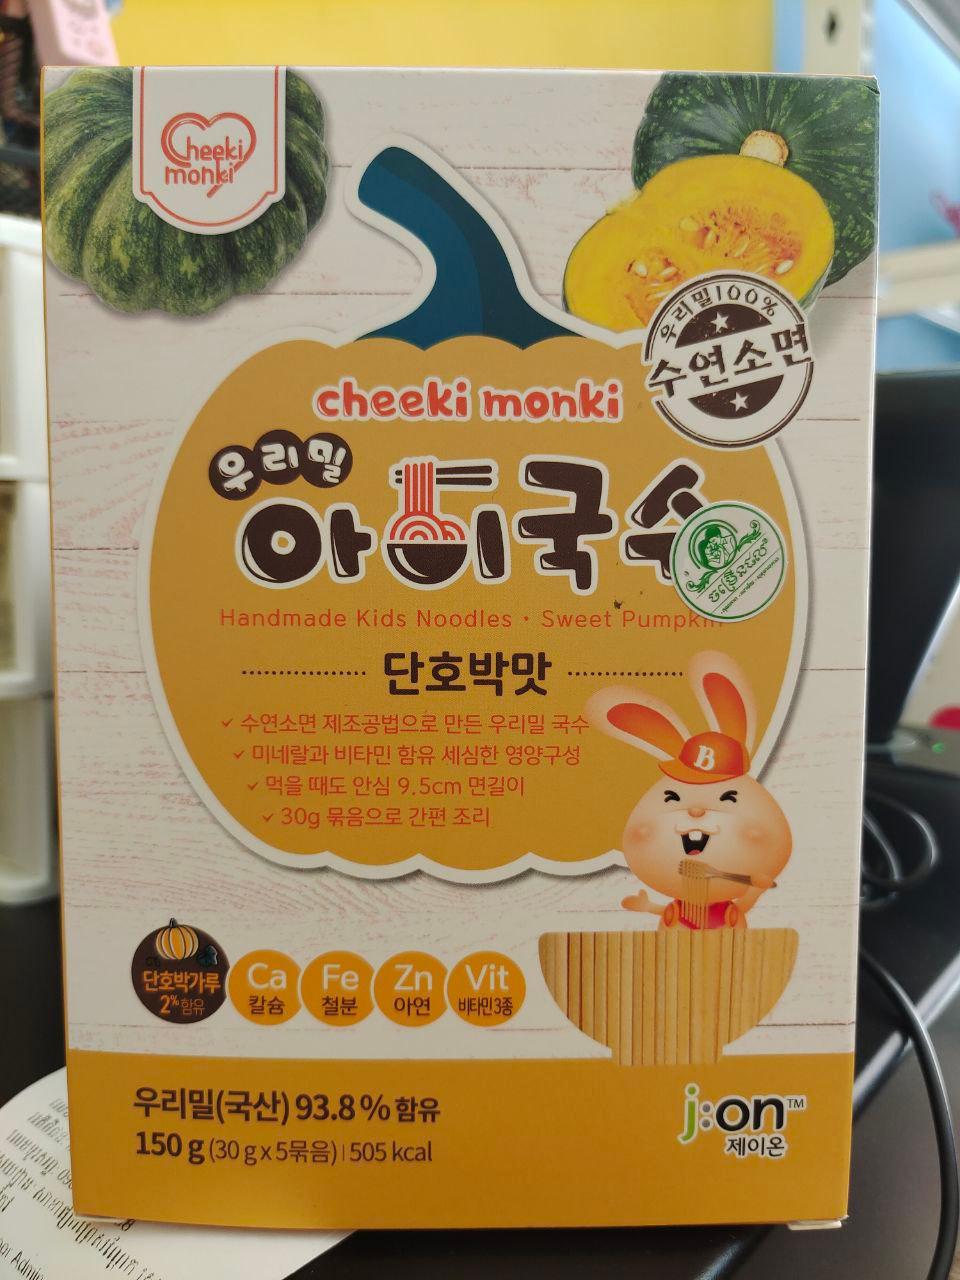 Cheeki
monki
우리밀100%
수연소면
cheeki monki
우리밀
아이국수
Handmade Kids Noodles · Sweet Pumpkin
단호박맛
✓ 수연소면 제조공법으로 만든 우리밀 국수
✓ 미네랄과 비타민 함유 세심한 영양구성
✓ 먹을 때도 안심 9.5cm 면길이
✓ 30g 묶음으로 간편 조리
B
단호박가루
2% 함유
Ca
칼슘
Fe
철분
Zn
아연
Vit
비타민3종
우리밀(국산) 93.8% 함유
150 g (30 g x 5묶음) | 505 kcal
j:on™
제이온